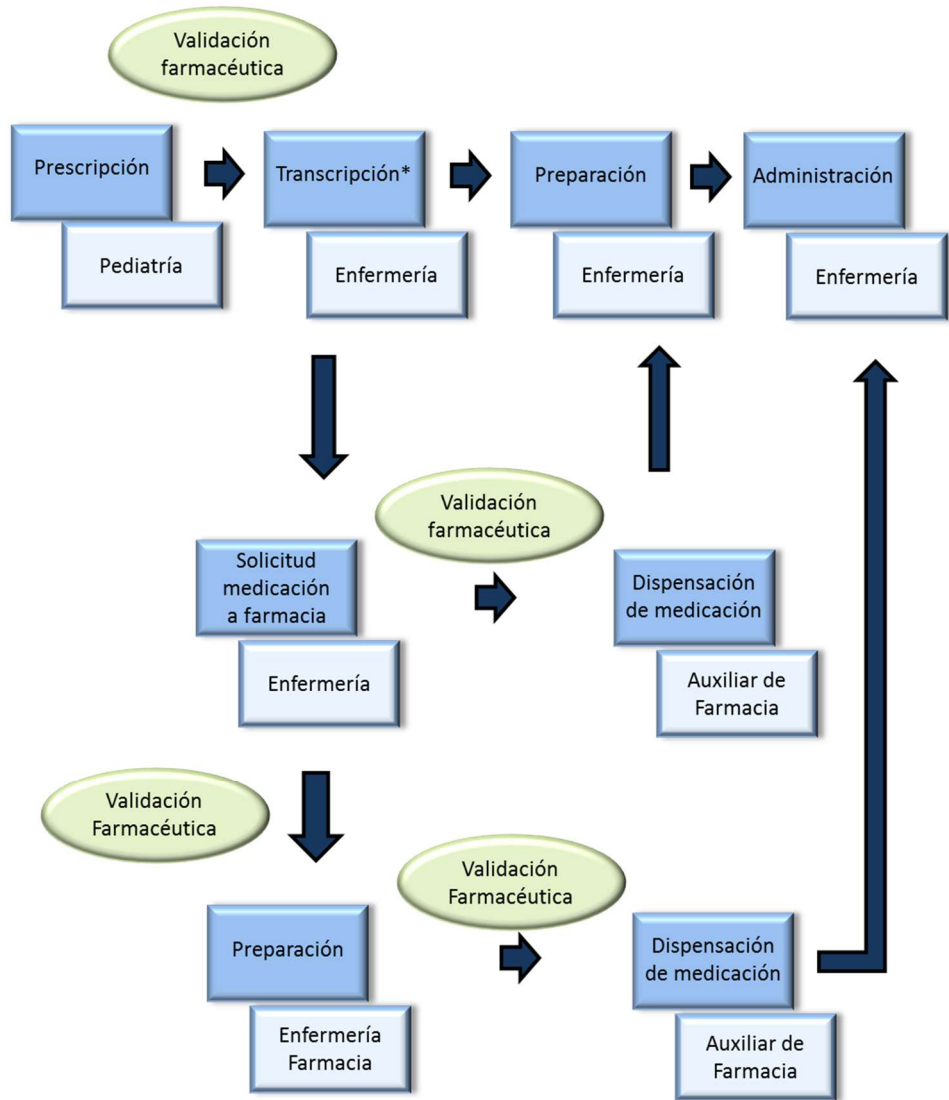 Validación
farmacéutica
Prescripción
Pediatría
Transcripción*
Enfermería
Preparación
Enfermería
Administración
Enfermería
Validación
farmacéutica
Solicitud
medicación
a farmacia
Enfermería
Dispensación
de medicación
Auxiliar de
Farmacia
Validación
Farmacéutica
Validación
Farmacéutica
Preparación
Enfermería
Farmacia
Dispensación
de medicación
Auxiliar de
Farmacia